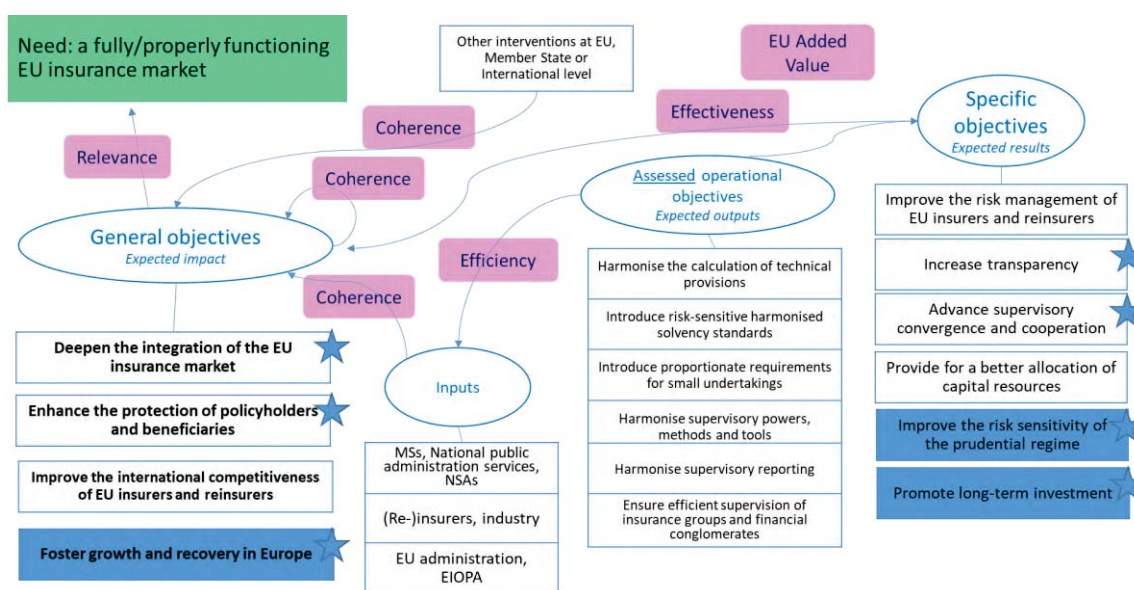 Need: a fully/properly functioning
EU insurance market
Other interventions at EU,
Member State or
International level
EU Added
Value
Relevance
Coherence
Coherence
Effectiveness
Specific
objectives
Expected results
General objectives
Expected impact
Coherence
Efficiency
Assessed operational
objectives
Expected outputs
Inputs
Deepen the integration of the EU
insurance market
Enhance the protection of policyholders
and beneficiaries
Improve the international competitiveness
of EU insurers and reinsurers
Foster growth and recovery in Europe
MSs, National public
administration services,
NSAs
(Re-)insurers, industry
EU administration,
EIOPA
Harmonise the calculation of technical
provisions
Introduce risk-sensitive harmonised
solvency standards
Introduce proportionate requirements
for small undertakings
Harmonise supervisory powers,
methods and tools
Harmonise supervisory reporting
Ensure efficient supervision of
insurance groups and financial
conglomerates
Improve the risk management of
EU insurers and reinsurers
Increase transparency
Advance supervisory
convergence and cooperation
Provide for a better allocation of
capital resources
Improve the risk sensitivity of
the prudential regime
Promote long-term investment